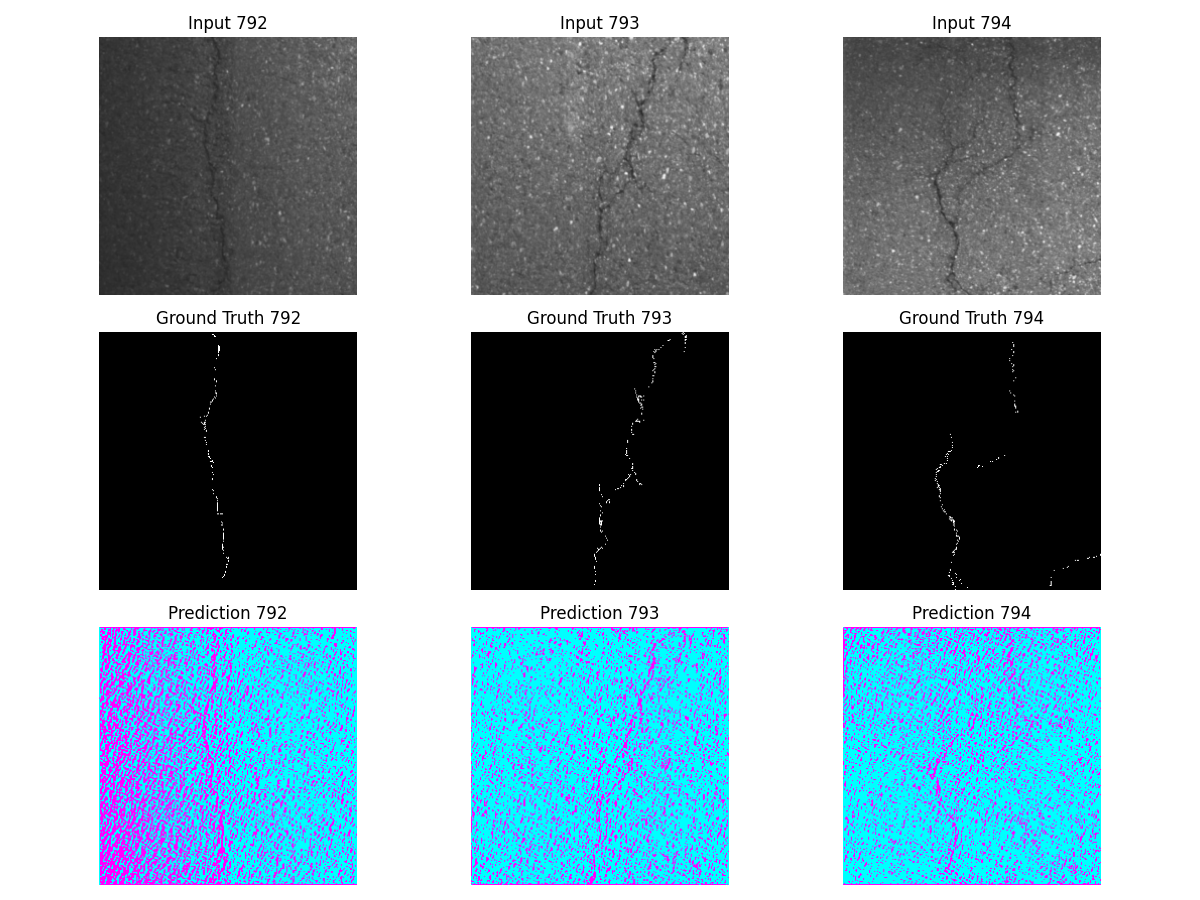 Input 792
Input 793
Input 794
Ground Truth 792
Ground Truth 793
Ground Truth 794
Prediction 792
Prediction 793
Prediction 794